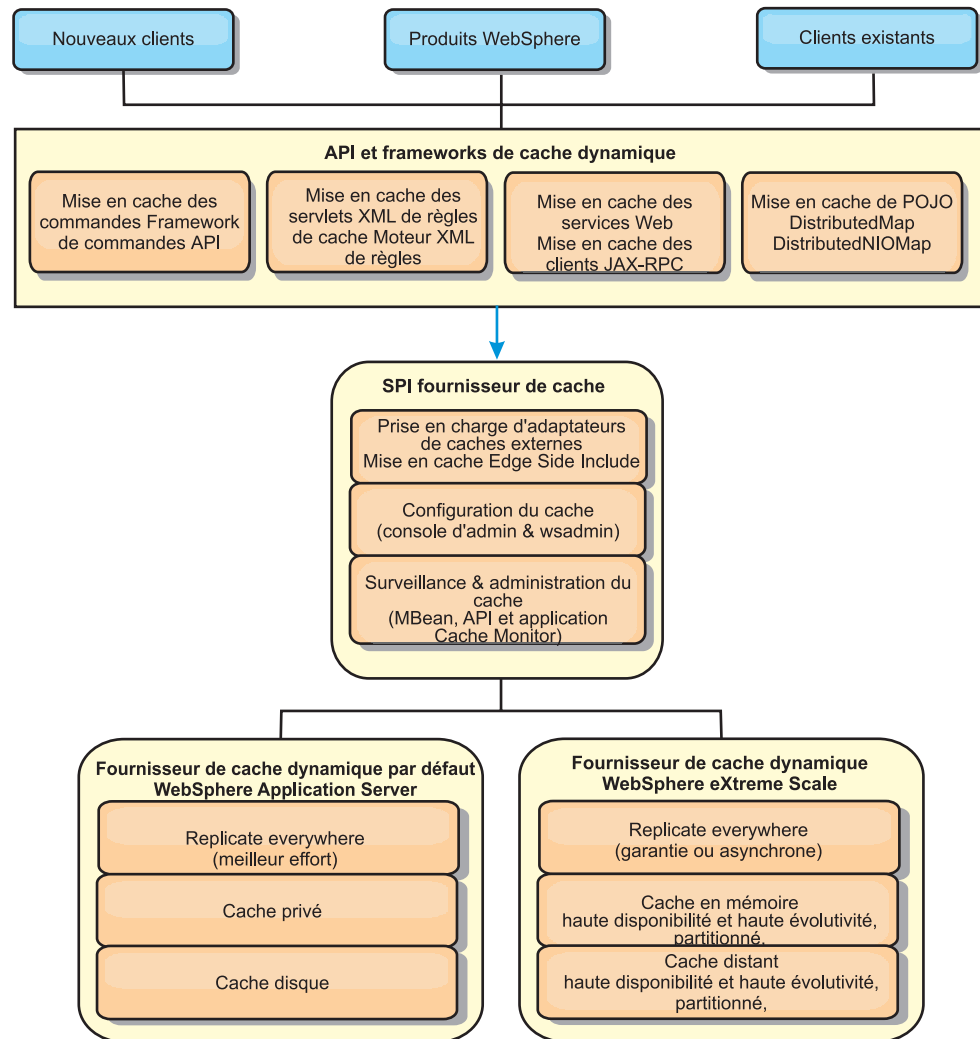 Nouveaux clients
Produits WebSphere
Clients existants
API et frameworks de cache dynamique
Mise en cache des
commandes Framework
de commandes API
Mise en cache des
servlets XML de règles
de cache Moteur XML
de règles
Mise en cache des
services Web
Mise en cache des
clients JAX-RPC
Mise en cache de POJO
DistributedMap
DistributedNIOMap
SPI fournisseur de cache
Prise en charge d'adaptateurs
de caches externes
Mise en cache Edge Side Include
Configuration du cache
(console d'admin & wsadmin)
Surveillance & administration du
cache
(MBean, API et application
Cache Monitor)
Fournisseur de cache dynamique par défaut
WebSphere Application Server
Replicate everywhere
(meilleur effort)
Cache privé
Cache disque
Fournisseur de cache dynamique
WebSphere eXtreme Scale
Replicate everywhere
(garantie ou asynchrone)
Cache en mémoire
haute disponibilité et haute évolutivité,
partitionné,
Cache distant
haute disponibilité et haute évolutivité,
partitionné,